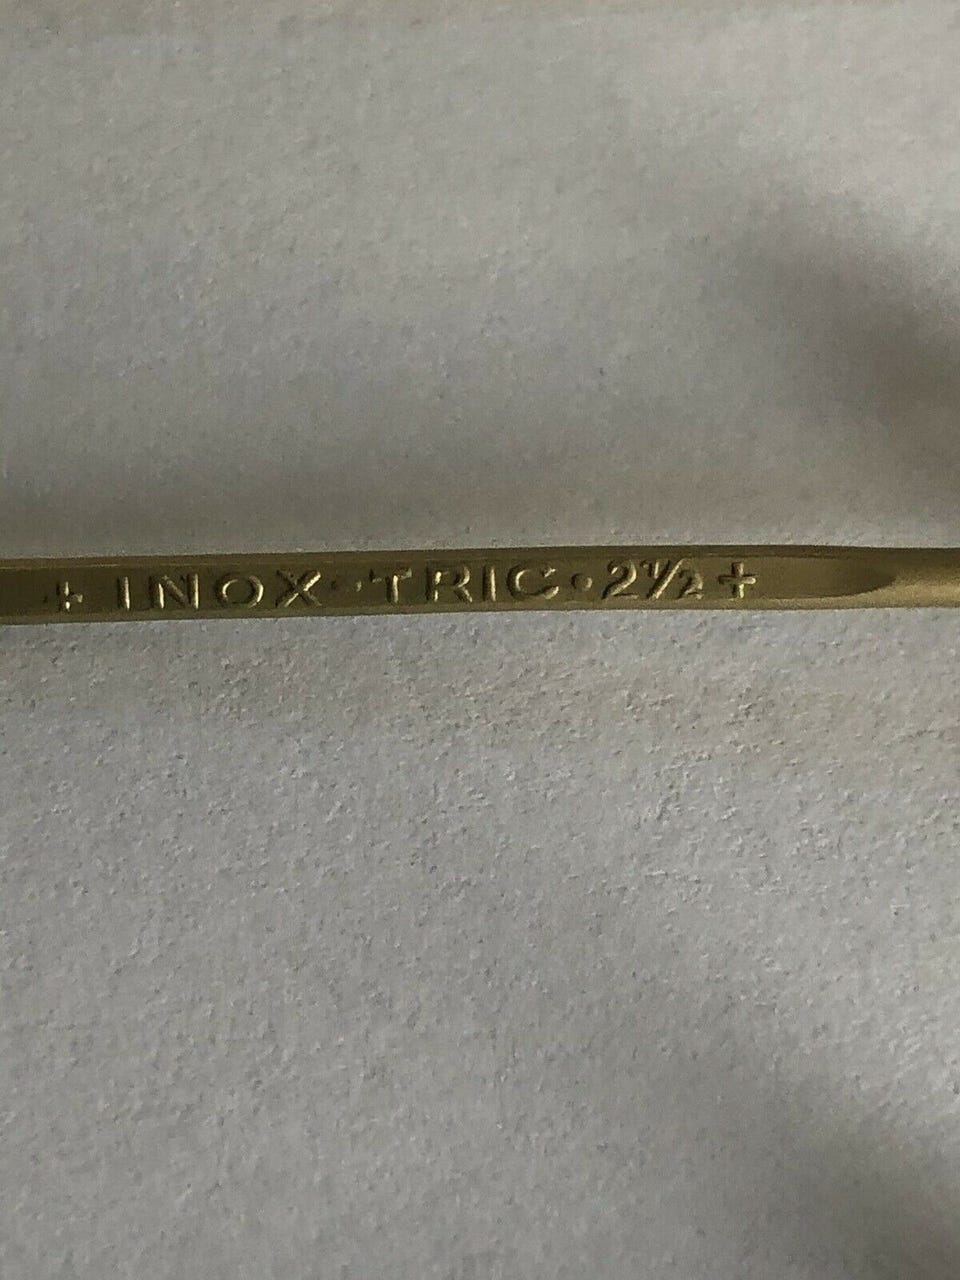 + INOX · TRIC · 2½ +